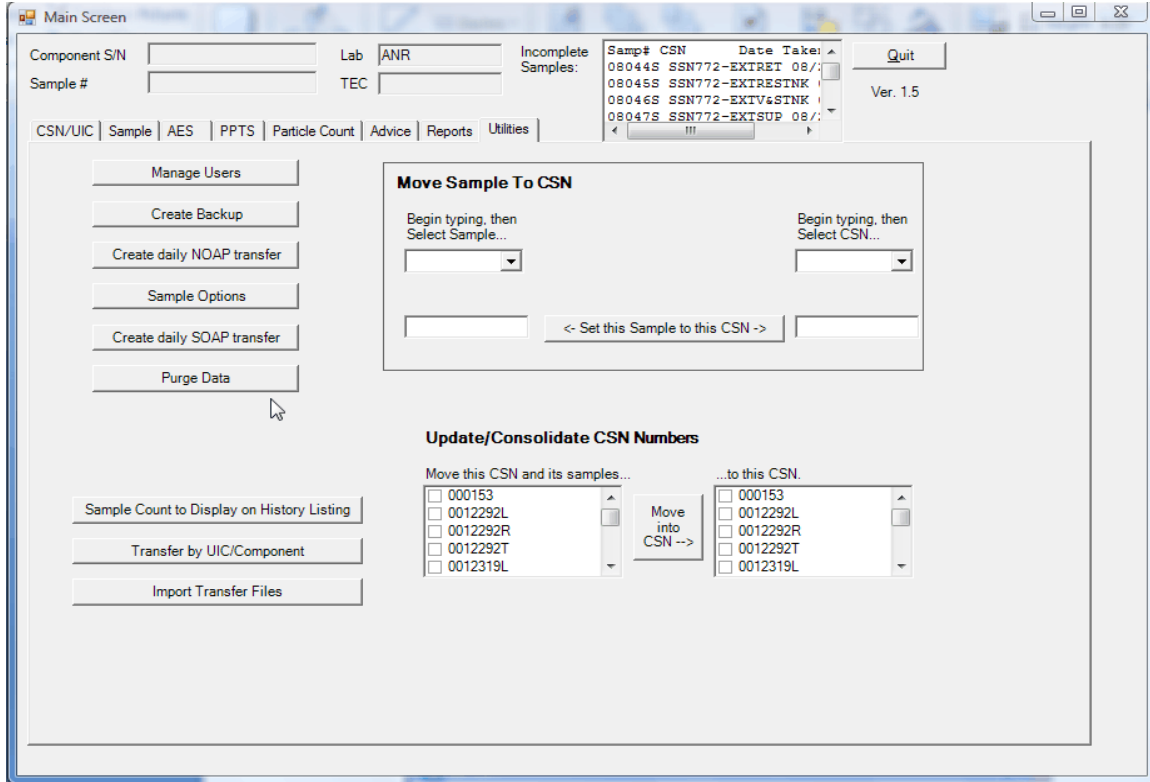 Main Screen
Component S/N
Lab ANR
Incomplete
Samples:
Samp# CSN Date Taken
08044S SSN772-EXTRET 08/
08045S SSN772-EXTRESTNK
08046S SSN772-EXTV&STNK
08047S SSN772-EXTSUP 08/
Quit
Sample #
TEC
Ver. 1.5
CSN/UIC Sample AES PPTS Particle Count Advice Reports Utilities
Manage Users
Create Backup
Create daily NOAP transfer
Sample Options
Create daily SOAP transfer
Purge Data
Move Sample To CSN
Begin typing, then
Select Sample...
Begin typing, then
Select CSN...
<- Set this Sample to this CSN ->
Update/Consolidate CSN Numbers
Move this CSN and its samples...
000153
0012292L
0012292R
0012292T
0012319L
Move
into
CSN -->
...to this CSN.
000153
0012292L
0012292R
0012292T
0012319L
Sample Count to Display on History Listing
Transfer by UIC/Component
Import Transfer Files